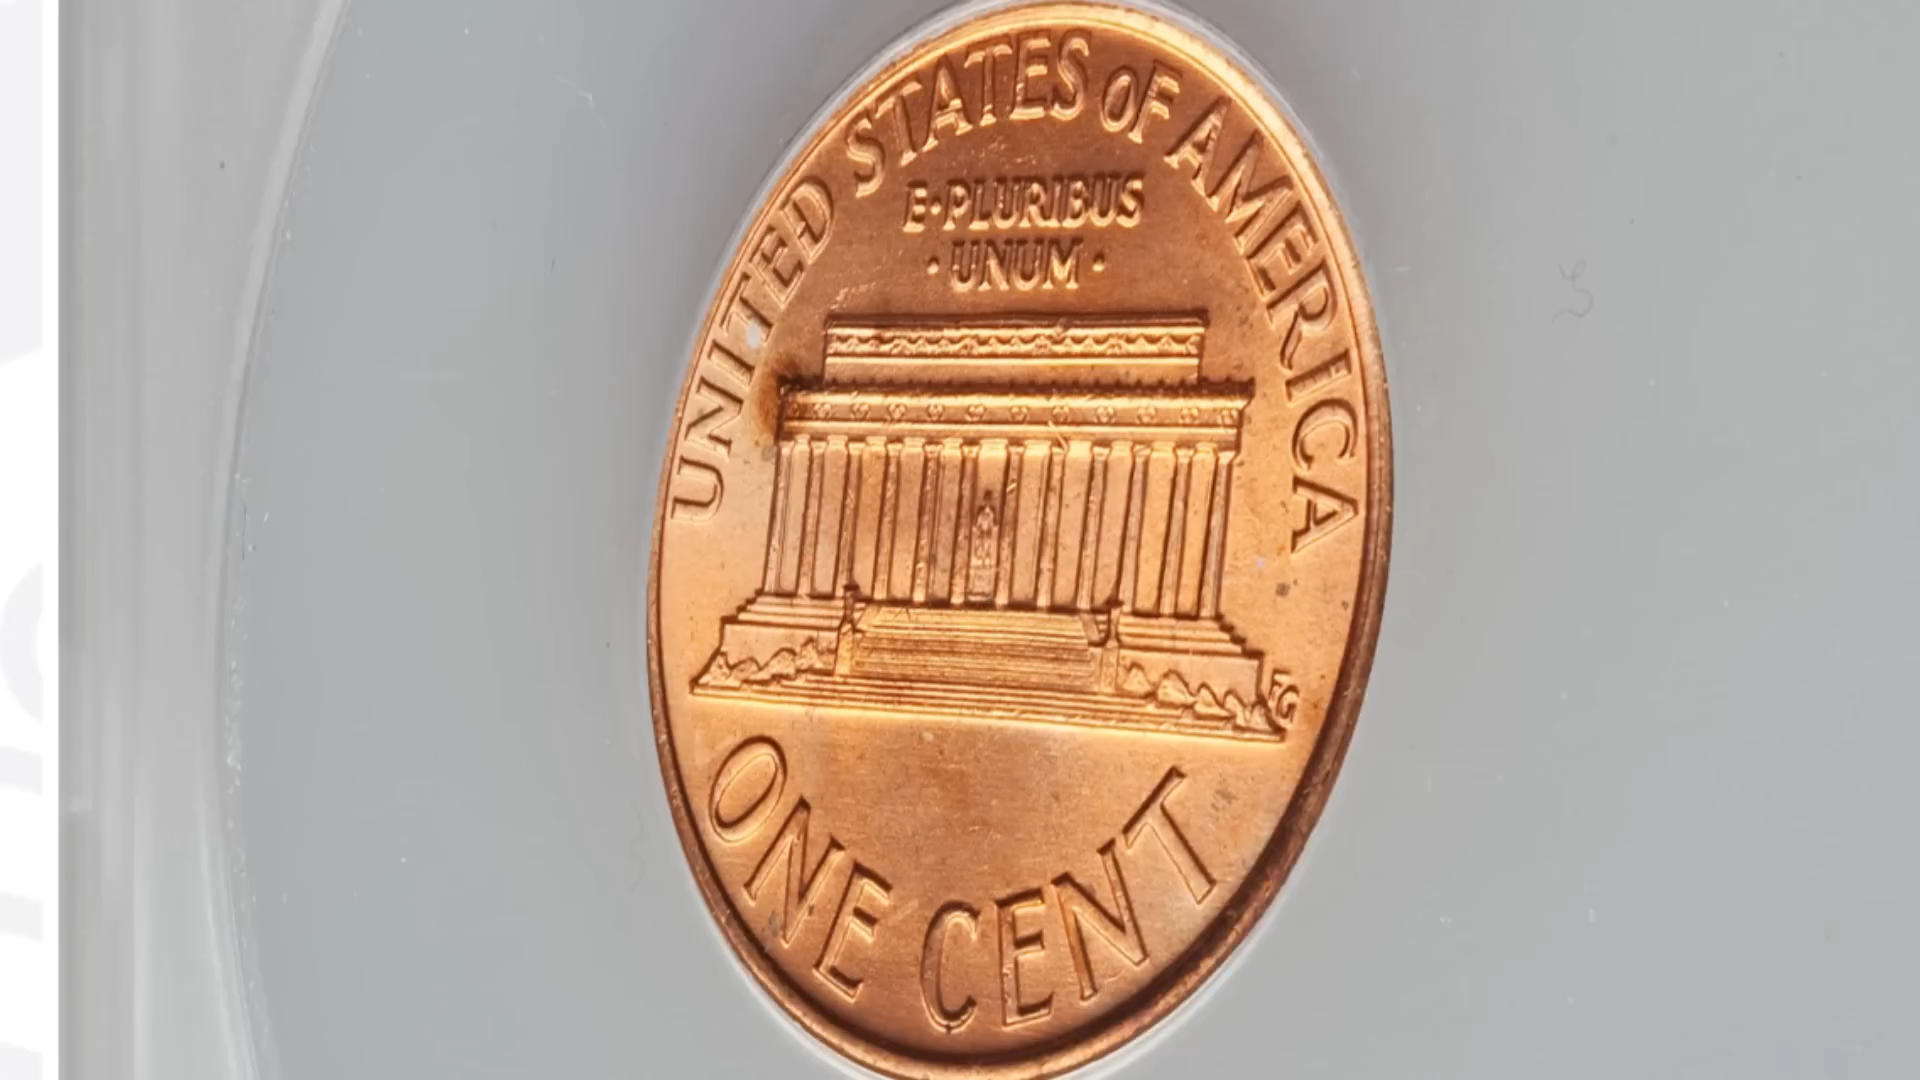 UNITED STATES OF AMERICA
E·PLURIBUS
·UNUM·
FG
ONE CENT